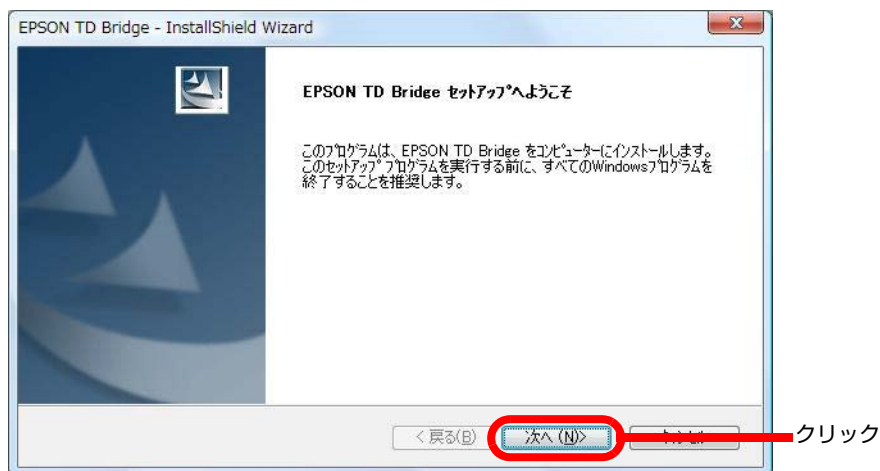 EPSON TD Bridge - InstallShield Wizard
EPSON TD Bridge ｾｯﾄｱｯﾌﾟへようこそ
このﾌﾟﾛｸﾞﾗﾑは、EPSON TD Bridge をｺﾝﾋﾟｭｰﾀｰにｲﾝｽﾄｰﾙします。
このｾｯﾄｱｯﾌﾟ ﾌﾟﾛｸﾞﾗﾑを実行する前に、すべてのWindowsﾌﾟﾛｸﾞﾗﾑを
終了することを推奨します。
< 戻る(B)
次へ (N)>
クリック